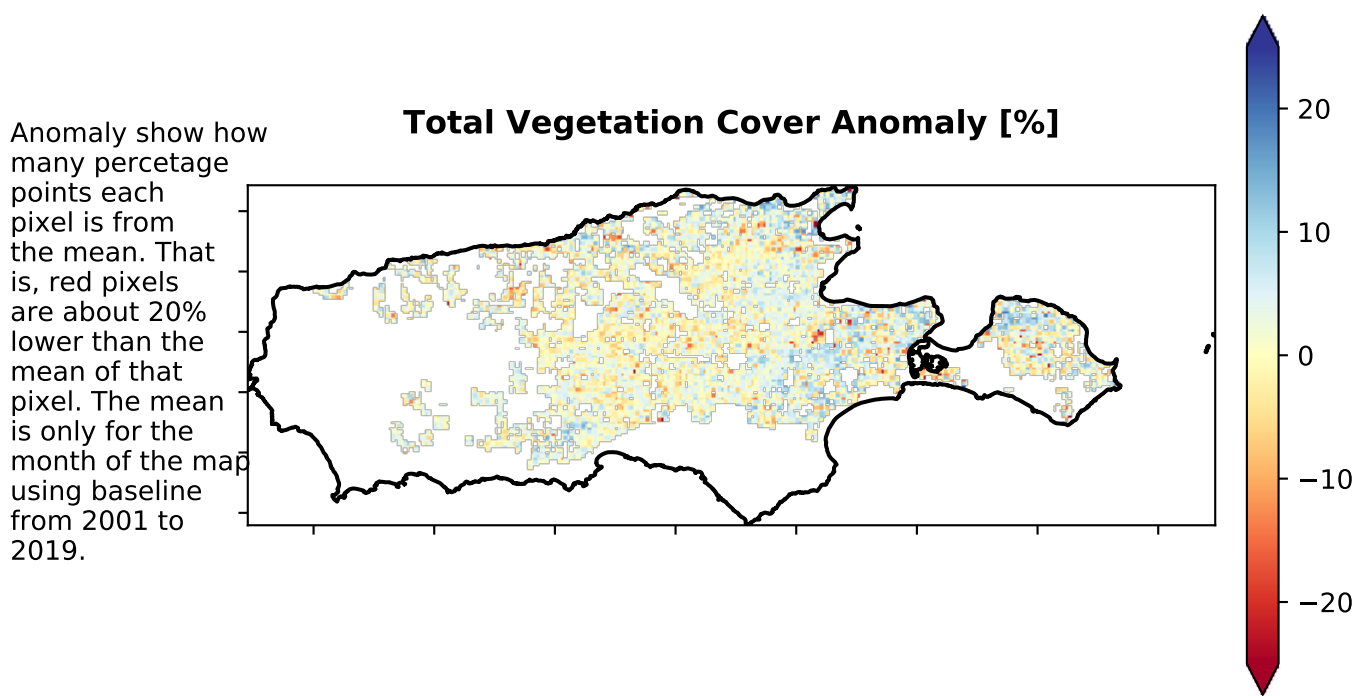 Total Vegetation Cover Anomaly [%]
Anomaly show how
many percetage
points each
pixel is from
the mean. That
is, red pixels
are about 20%
lower than the
mean of that
pixel. The mean
is only for the
month of the map
using baseline
from 2001 to
2019.
20
10
0
−10
−20